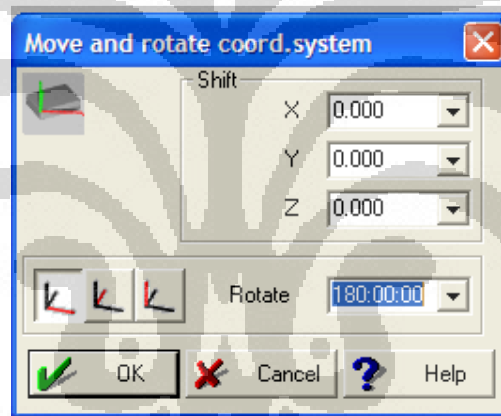 Move and rotate coord.system
Shift
X 0.000
Y 0.000
Z 0.000
Rotate 180:00:00
OK Cancel Help